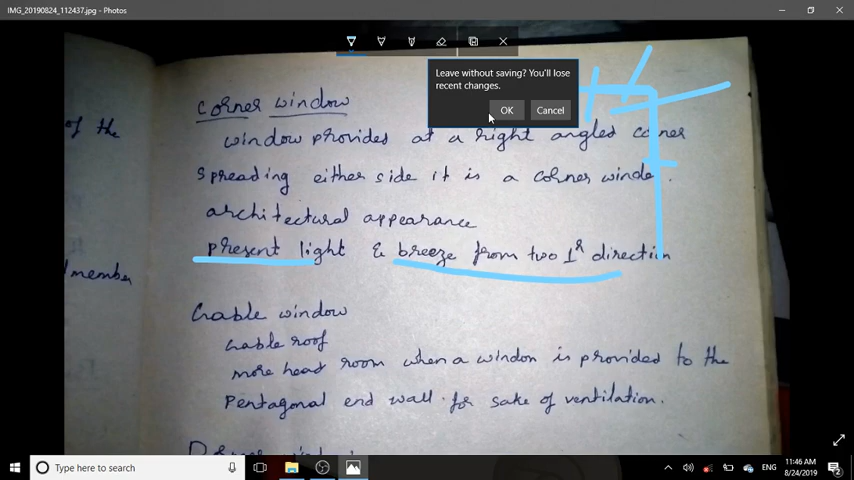 IMG_20190824_112437.jpg - Photos
Leave without saving? You'll lose
recent changes.
OK
Cancel
of the
member
corner window
window provides at a right angled corner
spreading either side it is a corner windo.
architectural appearance
present light & breeze from two 1r direction
Gable window
Gable roof
more head room when a window is provided to the
Pentagonal end wall for sake of ventilation.
Type here to search
ENG
11:46 AM
8/24/2019
2